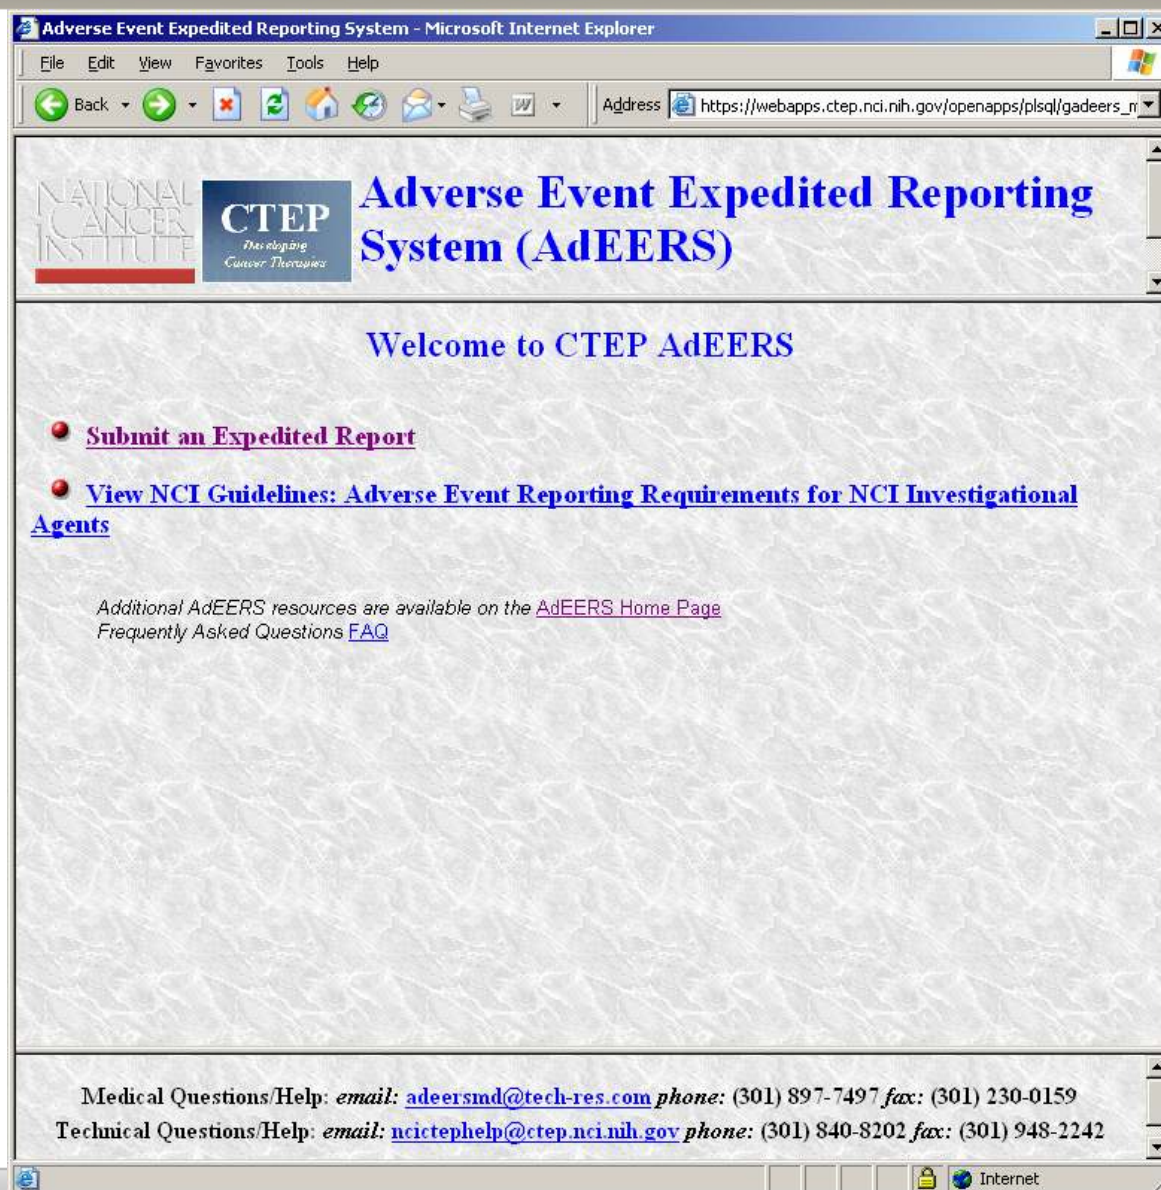 Adverse Event Expedited Reporting System - Microsoft Internet Explorer
File Edit View Favorites Tools Help
Back Address https://webapps.ctep.nci.nih.gov/openapps/plsql/gadeers_m
NATIONAL CANCER INSTITUTE
CTEP
Developing
Cancer Therapies
Adverse Event Expedited Reporting
System (AdEERS)
Welcome to CTEP AdEERS
Submit an Expedited Report
View NCI Guidelines: Adverse Event Reporting Requirements for NCI Investigational
Agents
Additional AdEERS resources are available on the AdEERS Home Page
Frequently Asked Questions FAQ
Medical Questions/Help: email: adeersmd@tech-res.com phone: (301) 897-7497 fax: (301) 230-0159
Technical Questions/Help: email: ncictephelp@ctep.nci.nih.gov phone: (301) 840-8202 fax: (301) 948-2242
Internet